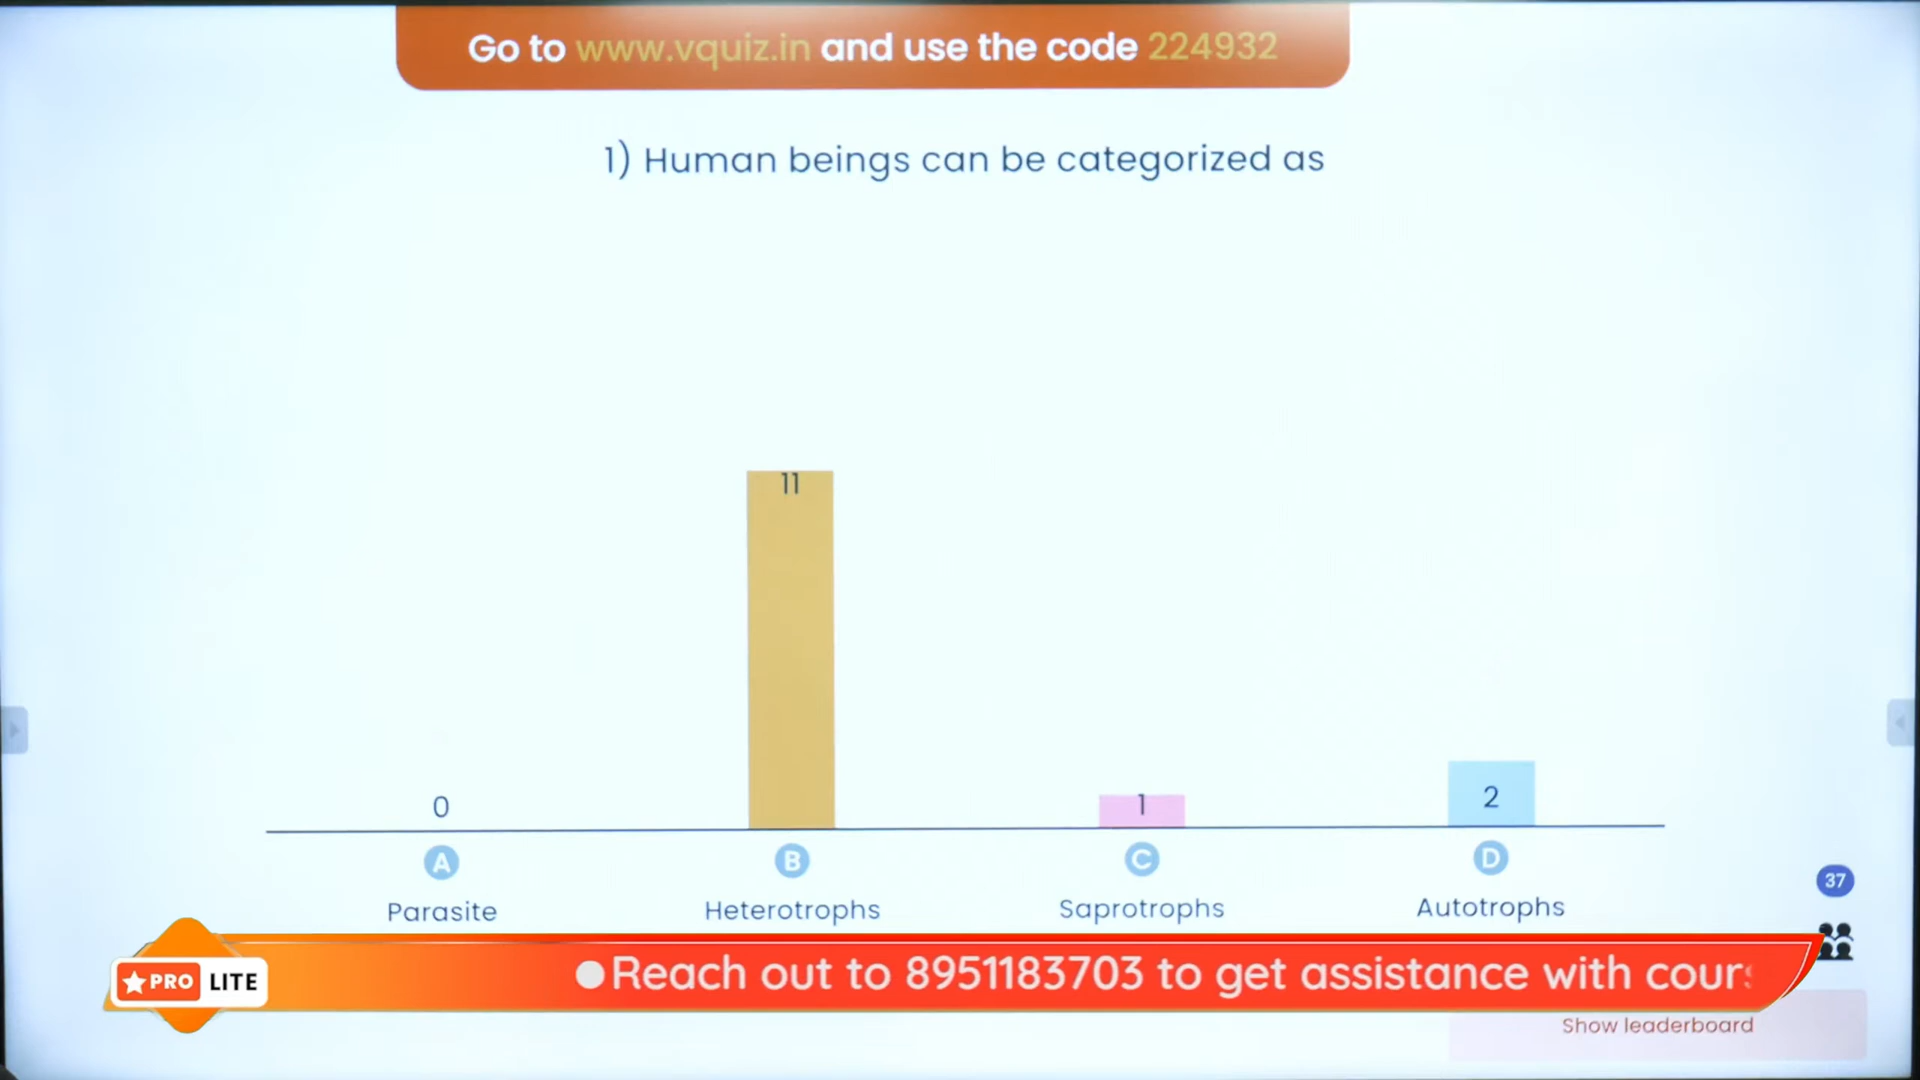 Go to www.vquiz.in and use the code 224932
1) Human beings can be categorized as
11
0
1
2
A
B
C
D
Parasite
Heterotrophs
Saprotrophs
Autotrophs
37
PRO LITE
Reach out to 8951183703 to get assistance with cour
Show leaderboard